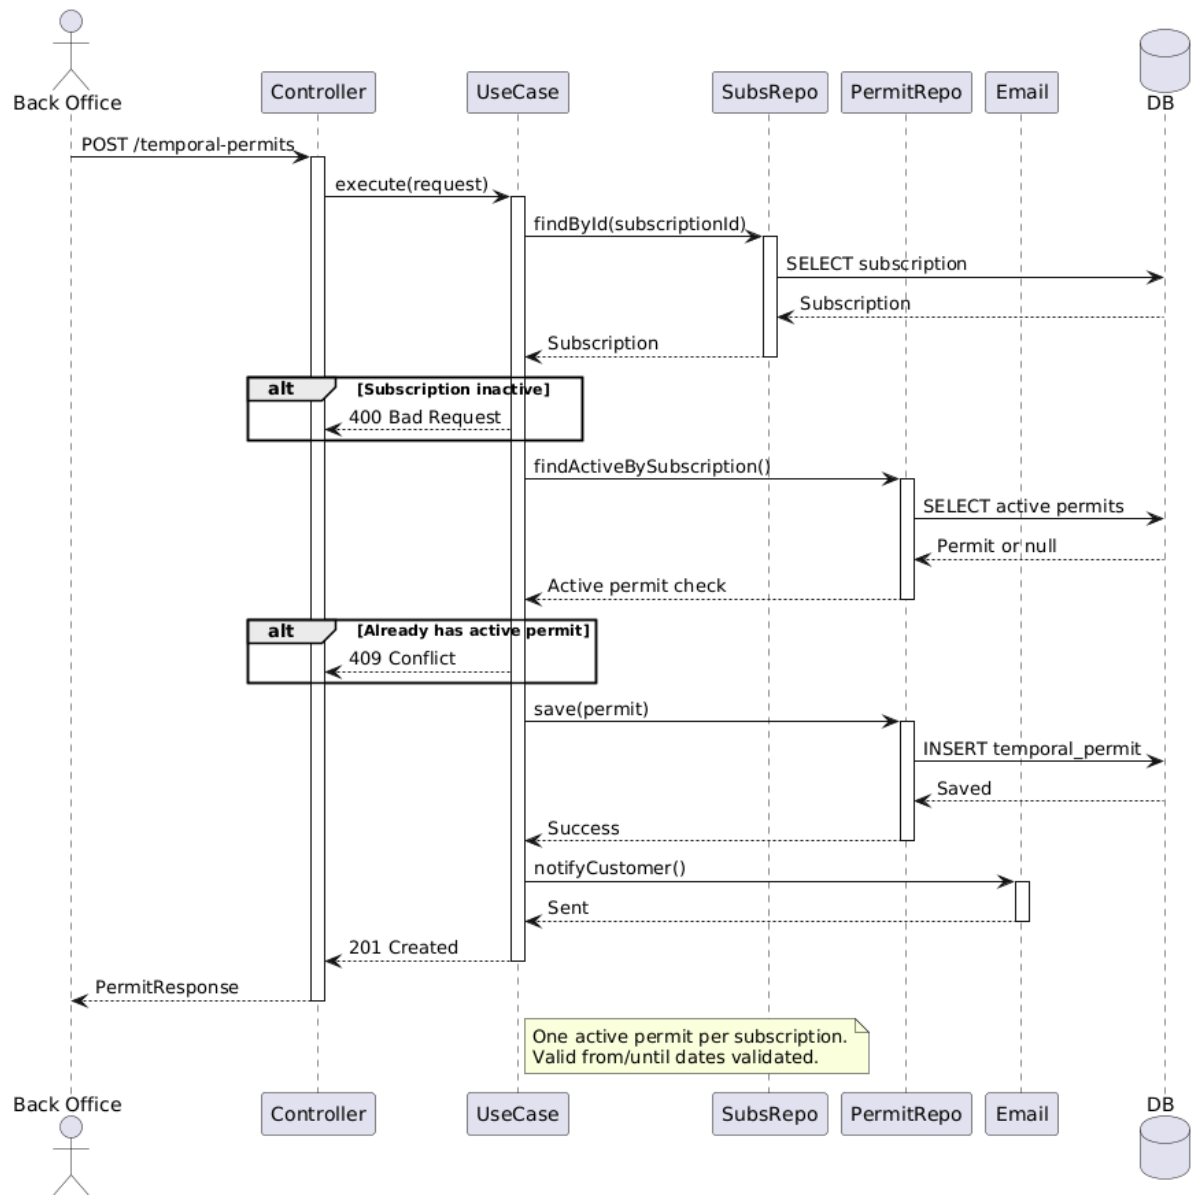 Back Office
Controller
UseCase
SubsRepo
PermitRepo
Email
DB
POST /temporal-permits
execute(request)
findById(subscriptionId)
SELECT subscription
Subscription
Subscription
alt
[Subscription inactive]
400 Bad Request
findActiveBySubscription()
SELECT active permits
Permit or null
Active permit check
alt
[Already has active permit]
409 Conflict
save(permit)
INSERT temporal_permit
Saved
Success
notifyCustomer()
Sent
201 Created
PermitResponse
One active permit per subscription.
Valid from/until dates validated.
Back Office
Controller
UseCase
SubsRepo
PermitRepo
Email
DB